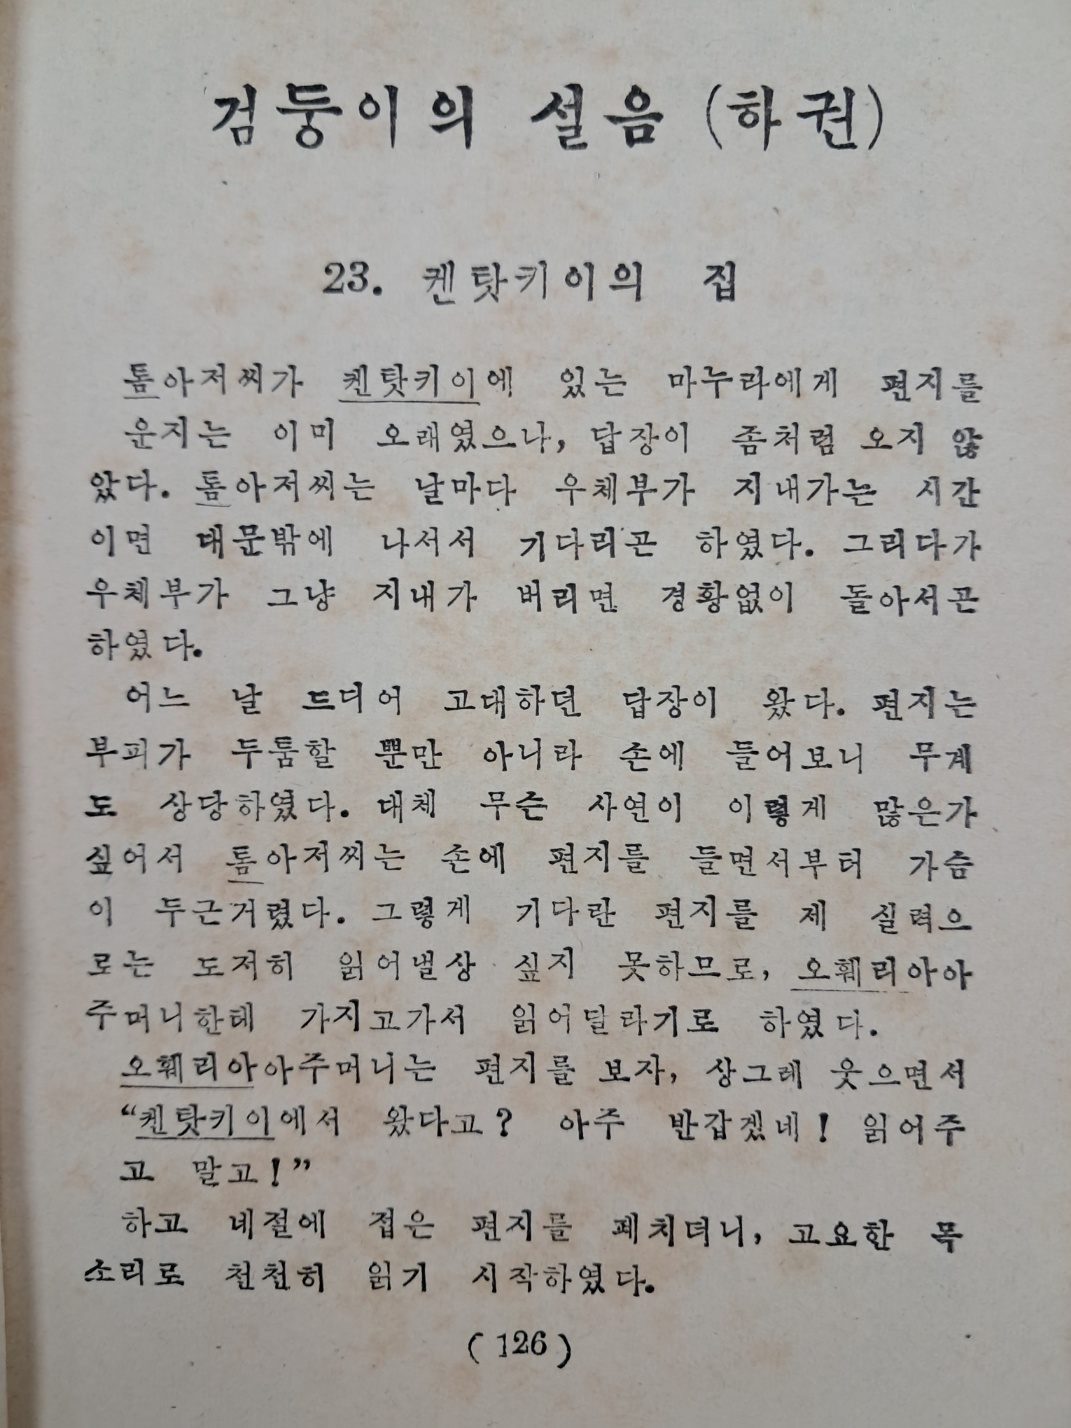 검둥이의 설음 (하권)
23. 켄탓키이의 집
톰아저씨가 켄탓키이에 있는 마누라에게 편지를
운지는 이미 오래였으나, 답장이 좀처럼 오지 않
았다. 톰아저씨는 날마다 우체부가 지내가는 시간
이면 대문밖에 나서서 기다리곤 하였다. 그리다가
우체부가 그냥 지내가 버리면 경황없이 돌아서곤
하였다.
어느 날 드디어 고대하던 답장이 왔다. 편지는
부피가 두툼할 뿐만 아니라 손에 들어보니 무게
도 상당하였다. 대체 무슨 사연이 이렇게 많은가
싶어서 톰아저씨는 손에 편지를 들면서부터 가슴
이 두근거렸다. 그렇게 기다란 편지를 제 실력으
로는 도저히 읽어낼상 싶지 못하므로, 오훼리아아
주머니한테 가지고가서 읽어달라기로 하였다.
오훼리아아주머니는 편지를 보자, 상그레 웃으면서
“켄탓키이에서 왔다고? 아주 반갑겠네! 읽어주
고 말고!”
하고 네절에 접은 편지를 페치더니, 고요한 목
소리로 천천히 읽기 시작하였다.
(126)